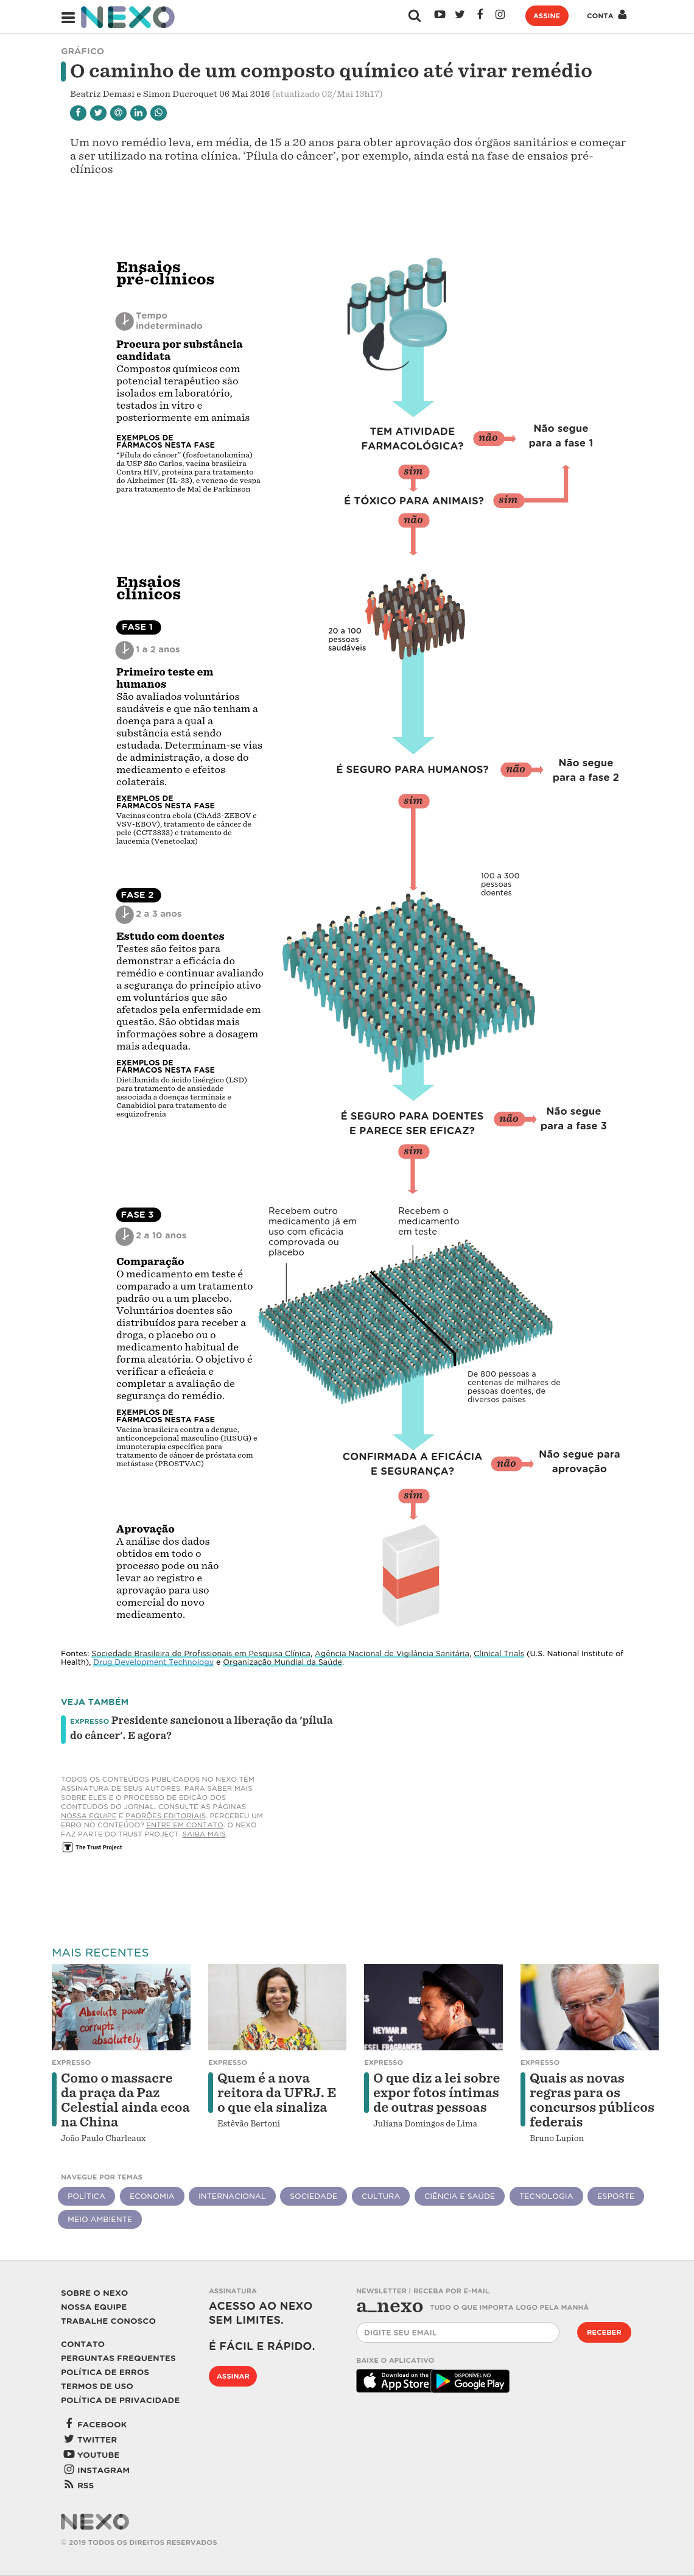 NEXO
ASSINE
CONTA
GRÁFICO
O caminho de um composto químico até virar remédio
Beatriz Demasi e Simon Ducroquet 06 Mai 2016 (atualizado 02/Mai 13h17)
Um novo remédio leva, em média, de 15 a 20 anos para obter aprovação dos órgãos sanitários e começar
a ser utilizado na rotina clínica. ‘Pílula do câncer’, por exemplo, ainda está na fase de ensaios pré-
clínicos
Ensaios
pré-clínicos
Tempo
indeterminado
Procura por substância
candidata
Compostos químicos com
potencial terapêutico são
isolados em laboratório,
testados in vitro e
posteriormente em animais
EXEMPLOS DE
FÁRMACOS NESTA FASE
“Pílula do câncer” (fosfoetanolamina)
da USP São Carlos, vacina brasileira
Contra HIV, proteína para tratamento
do Alzheimer (IL-33), e veneno de vespa
para tratamento de Mal de Parkinson
TEM ATIVIDADE
FARMACOLÓGICA?
não
Não segue
para a fase 1
sim
É TÓXICO PARA ANIMAIS?
sim
não
Ensaios
clínicos
FASE 1
1 a 2 anos
Primeiro teste em
humanos
São avaliados voluntários
saudáveis e que não tenham a
doença para a qual a
substância está sendo
estudada. Determinam-se vias
de administração, a dose do
medicamento e efeitos
colaterais.
EXEMPLOS DE
FÁRMACOS NESTA FASE
Vacinas contra ebola (ChAd3-ZEBOV e
VSV-EBOV), tratamento de câncer de
pele (CCT3833) e tratamento de
laucemia (Venetoclax)
20 a 100
pessoas
saudáveis
É SEGURO PARA HUMANOS?
não
Não segue
para a fase 2
sim
FASE 2
2 a 3 anos
Estudo com doentes
Testes são feitos para
demonstrar a eficácia do
remédio e continuar avaliando
a segurança do princípio ativo
em voluntários que são
afetados pela enfermidade em
questão. São obtidas mais
informações sobre a dosagem
mais adequada.
EXEMPLOS DE
FÁRMACOS NESTA FASE
Dietilamida do ácido lisérgico (LSD)
para tratamento de ansiedade
associada a doenças terminais e
Canabidiol para tratamento de
esquizofrenia
100 a 300
pessoas
doentes
É SEGURO PARA DOENTES
E PARECE SER EFICAZ?
não
Não segue
para a fase 3
sim
FASE 3
2 a 10 anos
Comparação
O medicamento em teste é
comparado a um tratamento
padrão ou a um placebo.
Voluntários doentes são
distribuídos para receber a
droga, o placebo ou o
medicamento habitual de
forma aleatória. O objetivo é
verificar a eficácia e
completar a avaliação de
segurança do remédio.
EXEMPLOS DE
FÁRMACOS NESTA FASE
Vacina brasileira contra a dengue,
anticoncepcional masculino (RISUG) e
imunoterapia específica para
tratamento de câncer de próstata com
metástase (PROSTVAC)
Recebem outro
medicamento já em
uso com eficácia
comprovada ou
placebo
Recebem o
medicamento
em teste
De 800 pessoas a
centenas de milhares de
pessoas doentes, de
diversos países
CONFIRMADA A EFICÁCIA
E SEGURANÇA?
não
Não segue para
aprovação
sim
Aprovação
A análise dos dados
obtidos em todo o
processo pode ou não
levar ao registro e
aprovação para uso
comercial do novo
medicamento.
Fontes: Sociedade Brasileira de Profissionais em Pesquisa Clínica, Agência Nacional de Vigilância Sanitária, Clinical Trials (U.S. National Institute of
Health), Drug Development Technology e Organização Mundial da Saúde.
VEJA TAMBÉM
EXPRESSO Presidente sancionou a liberação da ‘pílula
do câncer’. E agora?
TODOS OS CONTEÚDOS PUBLICADOS NO NEXO TÊM
ASSINATURA DE SEUS AUTORES. PARA SABER MAIS
SOBRE ELES E O PROCESSO DE EDIÇÃO DOS
CONTEÚDOS DO JORNAL, CONSULTE AS PÁGINAS
NOSSA EQUIPE E PADRÕES EDITORIAIS. PERCEBEU UM
ERRO NO CONTEÚDO? ENTRE EM CONTATO. O NEXO
FAZ PARTE DO TRUST PROJECT. SAIBA MAIS.
T The Trust Project
MAIS RECENTES
Absolute power
corrupts
absolutely
NEYMAR JR
FRAGRANCES
EXPRESSO
Como o massacre
da praça da Paz
Celestial ainda ecoa
na China
João Paulo Charleaux
EXPRESSO
Quem é a nova
reitora da UFRJ. E
o que ela sinaliza
Estêvão Bertoni
EXPRESSO
O que diz a lei sobre
expor fotos íntimas
de outras pessoas
Juliana Domingos de Lima
EXPRESSO
Quais as novas
regras para os
concursos públicos
federais
Bruno Lupion
NAVEGUE POR TEMAS
POLÍTICA
ECONOMIA
INTERNACIONAL
SOCIEDADE
CULTURA
CIÊNCIA E SAÚDE
TECNOLOGIA
ESPORTE
MEIO AMBIENTE
SOBRE O NEXO
NOSSA EQUIPE
TRABALHE CONOSCO
CONTATO
PERGUNTAS FREQUENTES
POLÍTICA DE ERROS
TERMOS DE USO
POLÍTICA DE PRIVACIDADE
FACEBOOK
TWITTER
YOUTUBE
INSTAGRAM
RSS
ASSINATURA
ACESSO AO NEXO
SEM LIMITES.
É FÁCIL E RÁPIDO.
ASSINAR
NEWSLETTER | RECEBA POR E-MAIL
a_nexo TUDO O QUE IMPORTA LOGO PELA MANHÃ
DIGITE SEU EMAIL
RECEBER
BAIXE O APLICATIVO
Download on the
App Store
DISPONÍVEL NO
Google Play
NEXO
© 2019 TODOS OS DIREITOS RESERVADOS